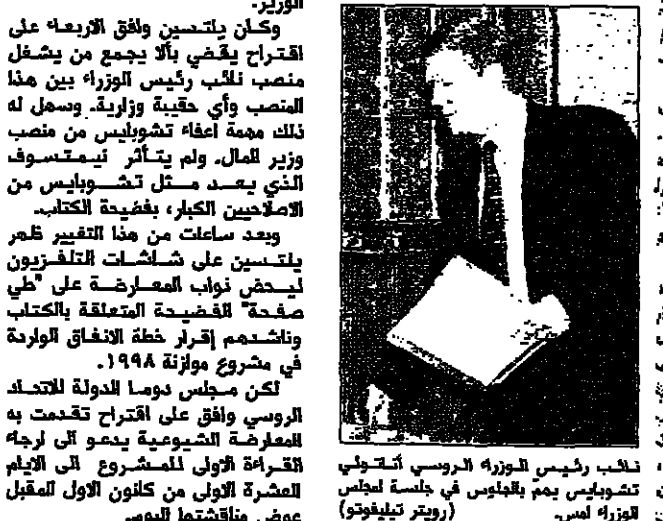 الوزير.
وكان يلتسين وافق الاربعاء على
اقتراح يقضي بألا يجمع من يشغل
منصب نائب رئيس الوزراء بين هذا
المنصب وأي حقيبة وزارية. وسهل له
ذلك مهمة اعفاء تشوبايس من منصب
وزير المال. ولم يتأثر نيمتسوف
الذي يعد مثل تشوبايس من
الاصلاحيين الكبار، بفضيحة الكتاب.
وبعد ساعات من هذا التغيير ظهر
يلتسين على شاشات التلفزيون
ليحض نواب المعارضة على "طي
صفحة" الفضيحة المتعلقة بالكتاب
وناشدهم إقرار خطة الانفاق الواردة
في مشروع موازنة ١٩٩٨.
لكن مجلس دوما الدولة للاتحاد
الروسي وافق على اقتراح تقدمت به
المعارضة الشيوعية يدعو الى ارجاء
القراءة الاولى للمشروع الى الايام
العشرة الاولى من كانون الاول المقبل
عوض مناقشتها اليوم.
نائب رئيس الوزراء الروسي أناتولي
تشوبايس يهمّ بالجلوس في جلسة لمجلس
الوزراء امس. (رويتر تيليفوتو)